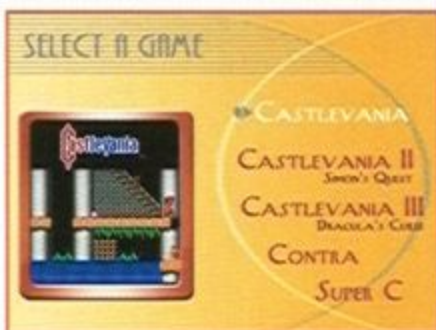 SELECT A GAME
Castlevania
CASTLEVANIA
CASTLEVANIA II
SIMON'S QUEST
CASTLEVANIA III
DRACULA'S CURSE
CONTRA
SUPER C